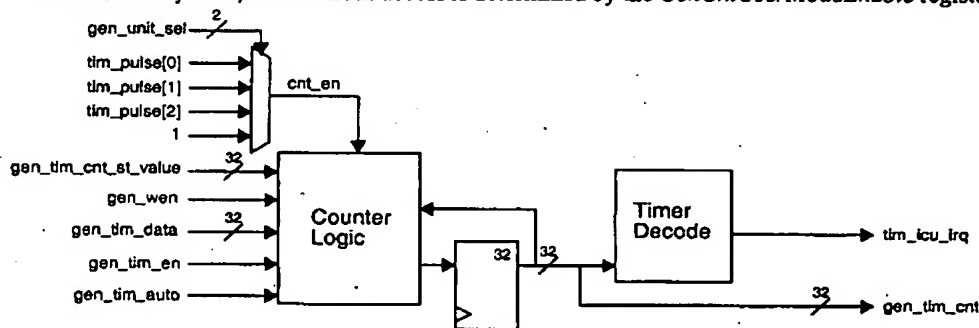 gen_unit_sel
2
tim_pulse[0]
tim_pulse[1]
cnt_en
tim_pulse[2]
1
gen_tim_cnt_st_value
32
gen_wen
gen_tim_data
32
gen_tim_en
gen_tim_auto
Counter
Logic
32
32
Timer
Decode
tim_icu_irq
32
gen_tim_cnt